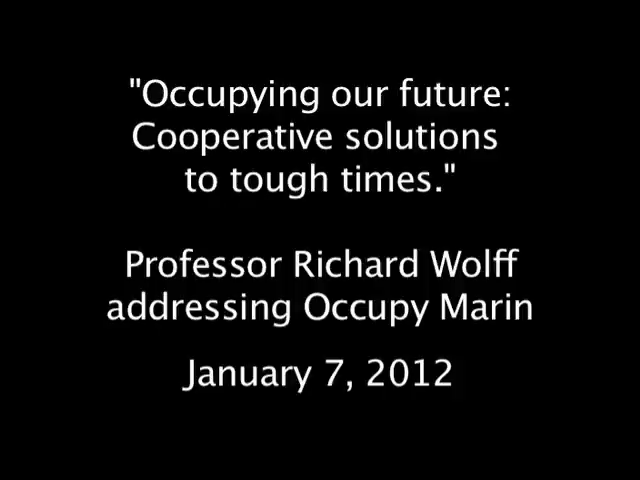 "Occupying our future:
Cooperative solutions
to tough times."
Professor Richard Wolff
addressing Occupy Marin
January 7, 2012